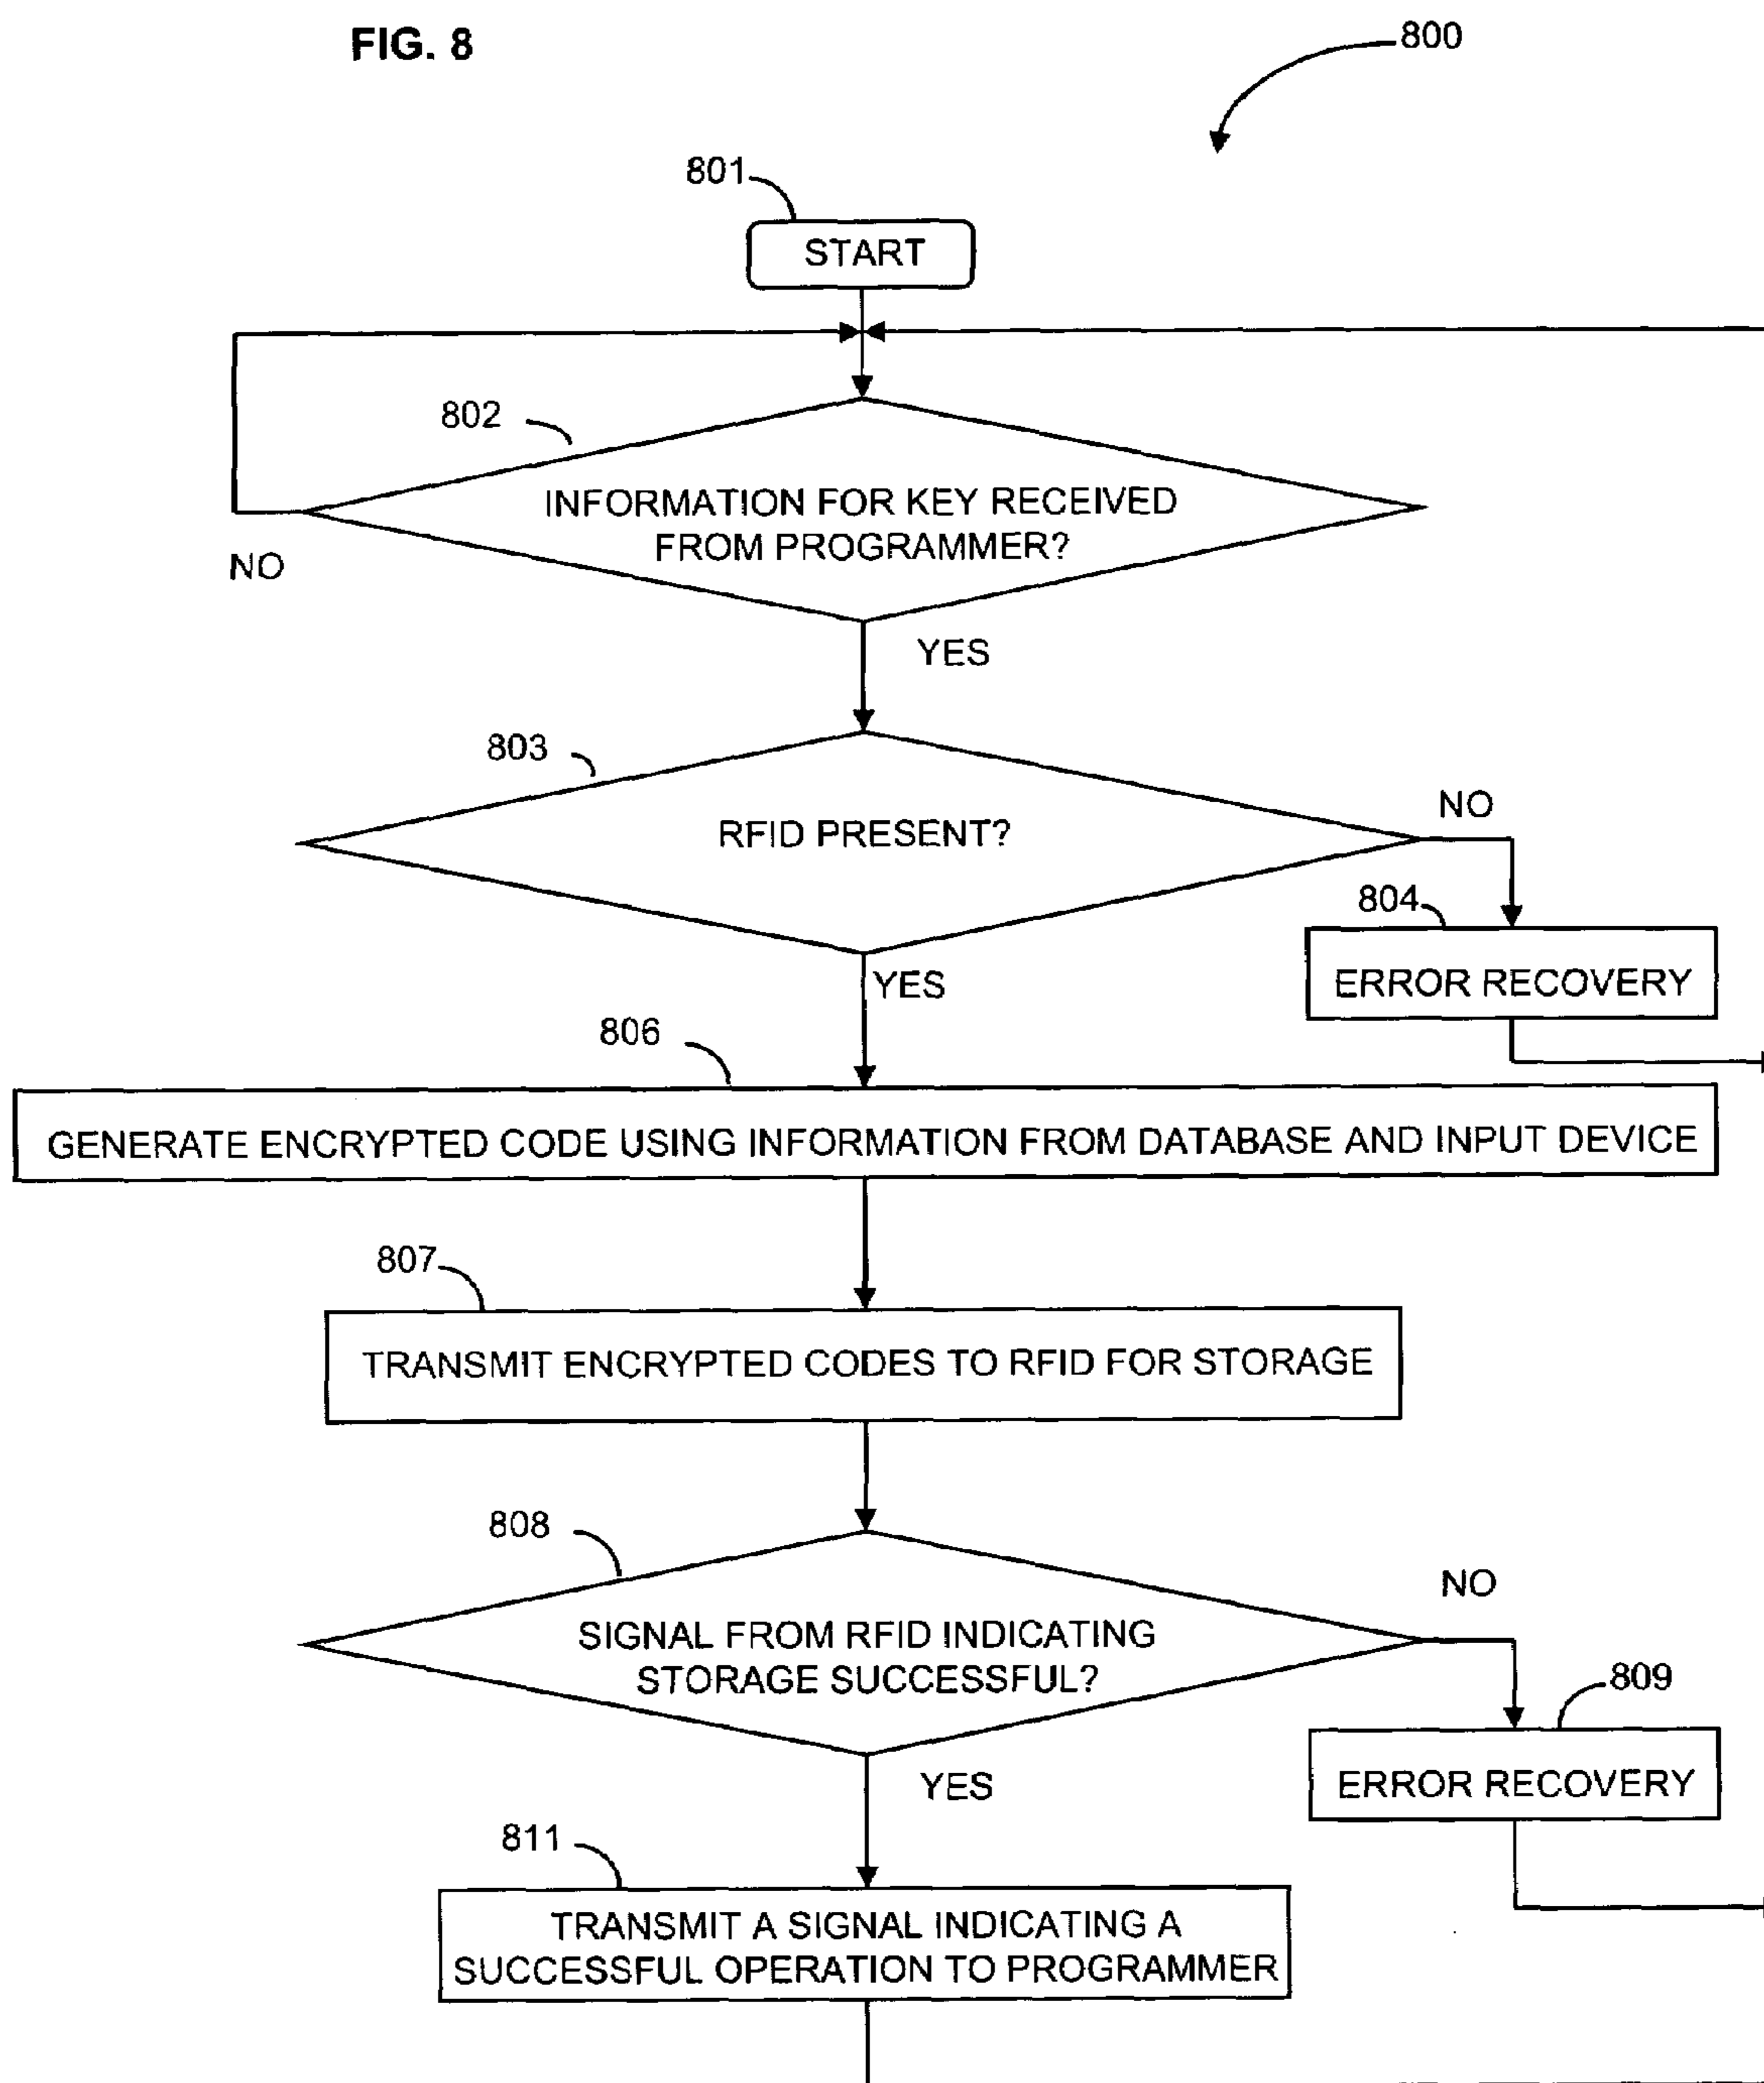 FIG. 8
800
801
START
802
INFORMATION FOR KEY RECEIVED
FROM PROGRAMMER?
NO
YES
803
RFID PRESENT?
NO
804
ERROR RECOVERY
YES
806
GENERATE ENCRYPTED CODE USING INFORMATION FROM DATABASE AND INPUT DEVICE
807
TRANSMIT ENCRYPTED CODES TO RFID FOR STORAGE
808
SIGNAL FROM RFID INDICATING
STORAGE SUCCESSFUL?
NO
809
ERROR RECOVERY
YES
811
TRANSMIT A SIGNAL INDICATING A
SUCCESSFUL OPERATION TO PROGRAMMER